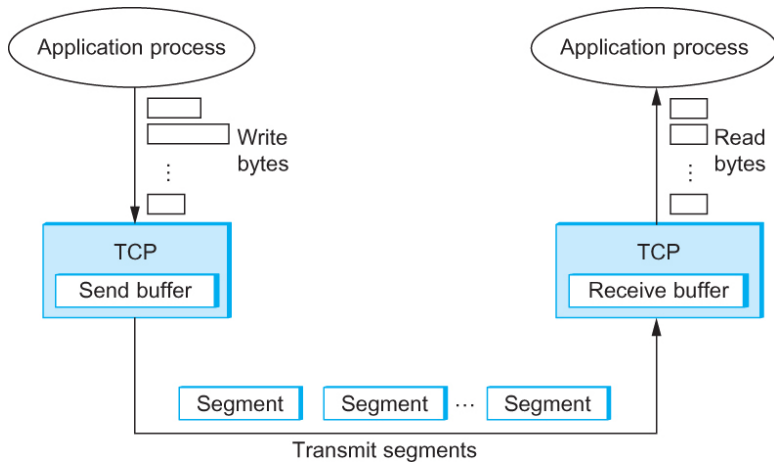 Application process
Application process
Write
bytes
⋮
Read
bytes
⋮
TCP
Send buffer
TCP
Receive buffer
Segment
Segment
...
Segment
Transmit segments